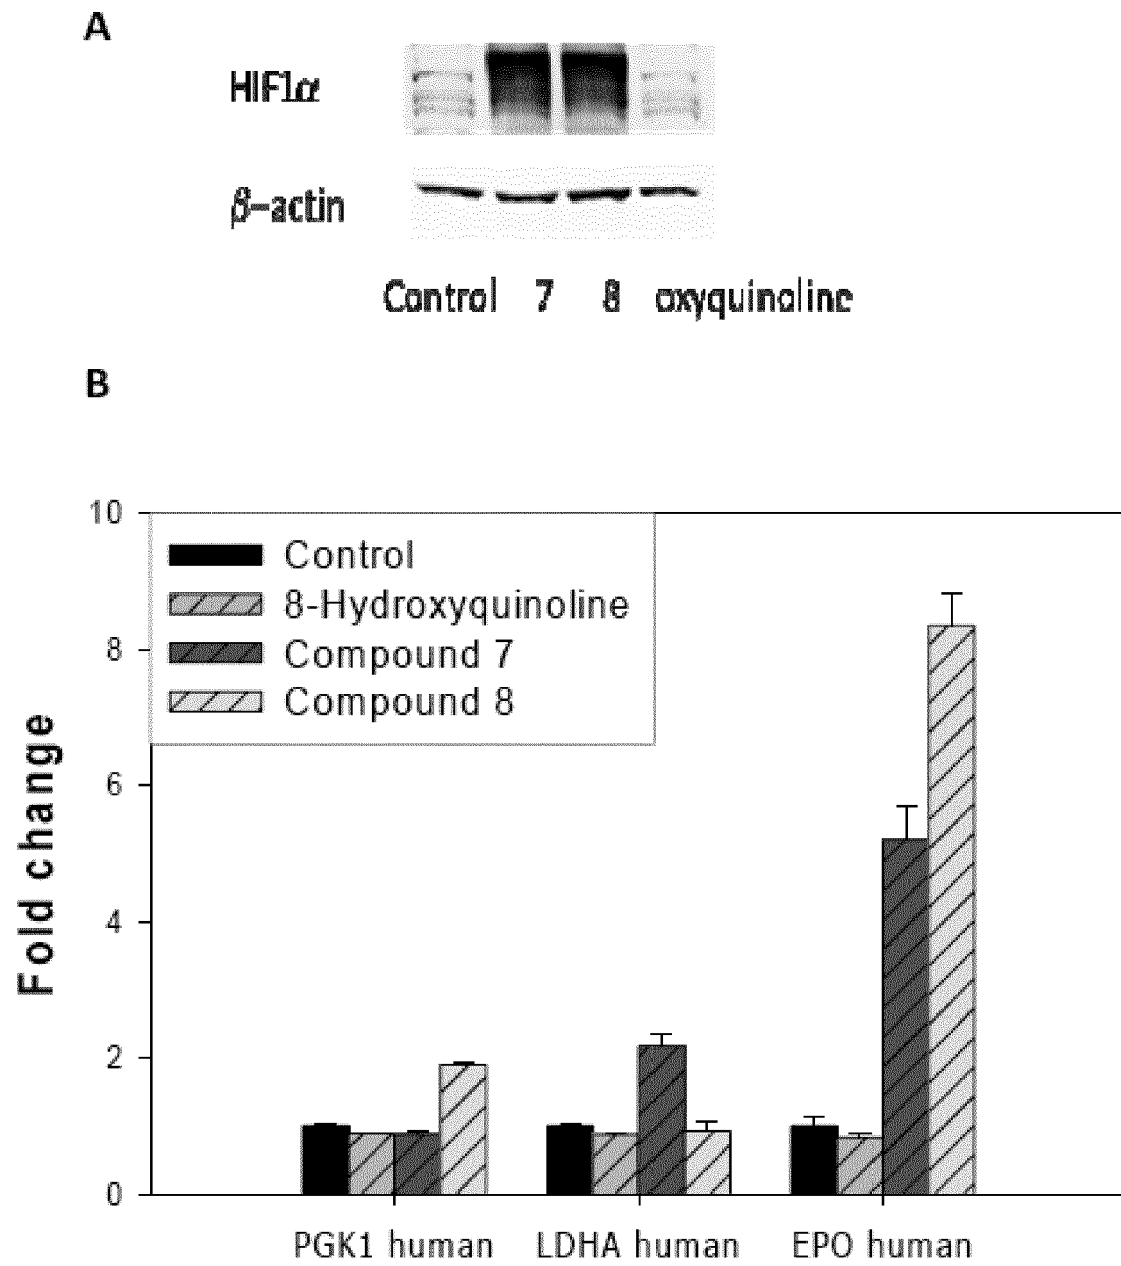 A
HIF1α
β-actin
Control 7 8 oxyquinoline
B
10
8
6
4
2
0
Fold change
Control
8-Hydroxyquinoline
Compound 7
Compound 8
PGK1 human LDHA human EPO human